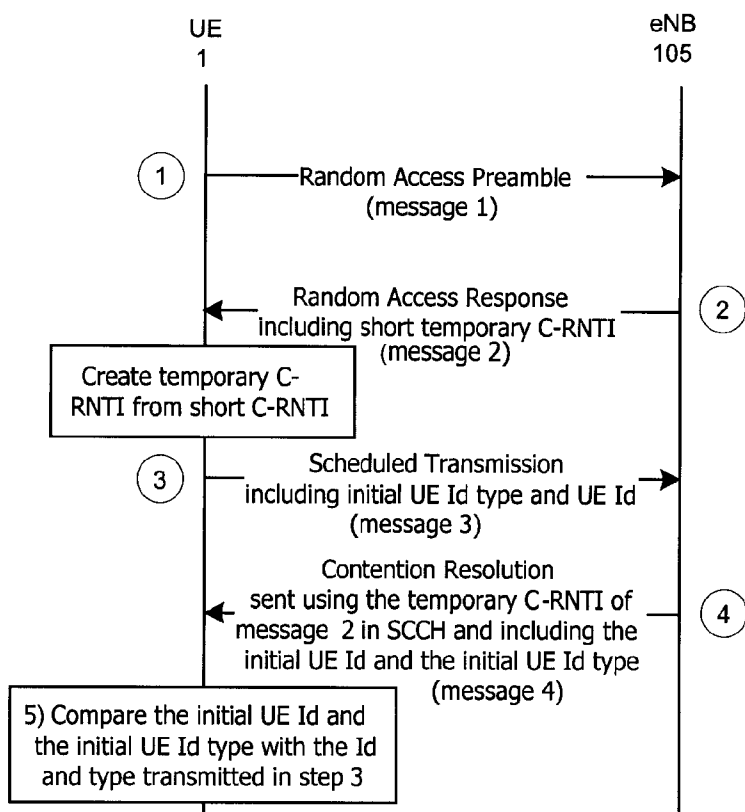 UE
1
eNB
105
1
Random Access Preamble
(message 1)
2
Random Access Response
including short temporary C-RNTI
(message 2)
Create temporary C-
RNTI from short C-RNTI
3
Scheduled Transmission
including initial UE Id type and UE Id
(message 3)
Contention Resolution
sent using the temporary C-RNTI of
message 2 in SCCH and including the
initial UE Id and the initial UE Id type
(message 4)
4
5) Compare the initial UE Id and
the initial UE Id type with the Id
and type transmitted in step 3